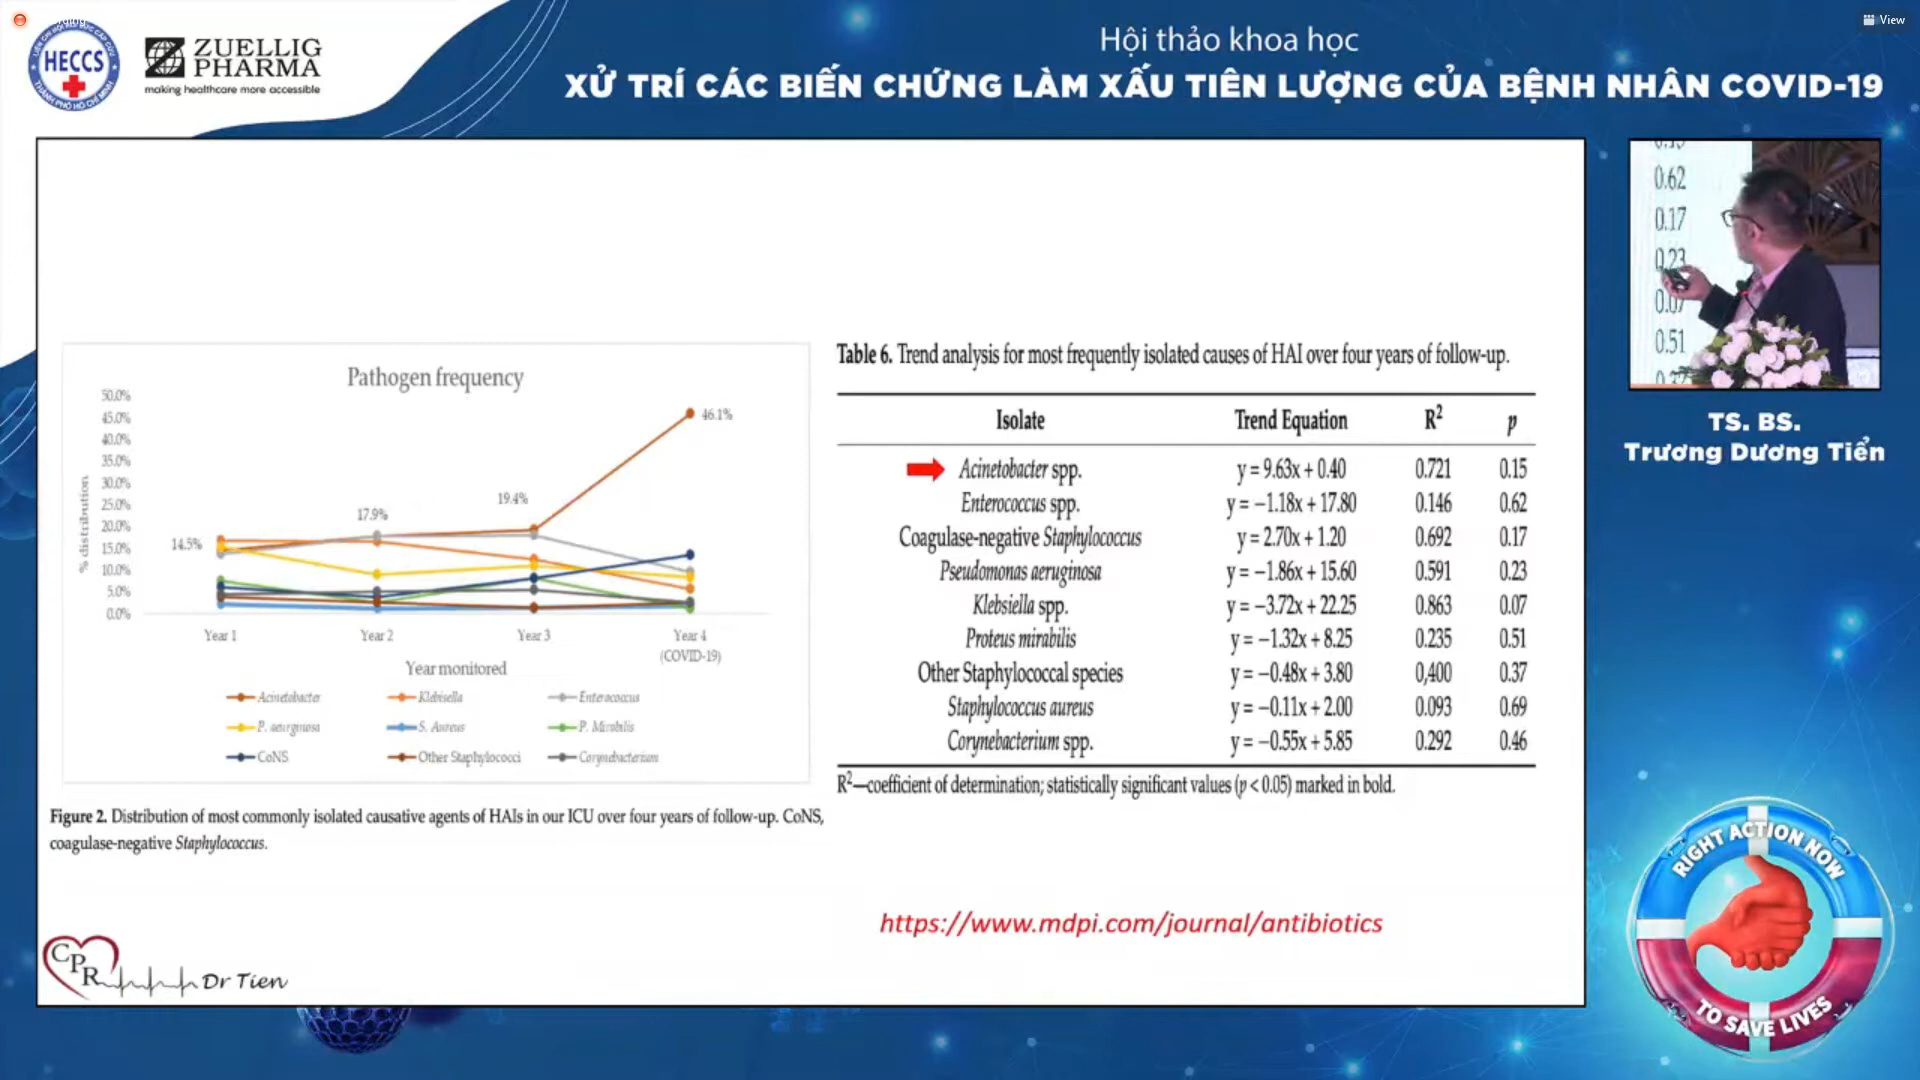 View
HECCS
THÀNH PHỐ HỒ CHÍ MINH
ZUELLIG
PHARMA
making healthcare more accessible
Hội thảo khoa học
XỬ TRÍ CÁC BIẾN CHỨNG LÀM XẤU TIÊN LƯỢNG CỦA BỆNH NHÂN COVID-19
Pathogen frequency
50.0%
45.0%
40.0%
35.0%
30.0%
25.0%
20.0%
15.0%
10.0%
5.0%
0.0%
% distribution
14.5%
17.9%
19.4%
46.1%
Year 1 Year 2 Year 3 Year 4
(COVID-19)
Year monitored
Acinetobacter Klebisella Enterococcus
P. aeurginosa S. Aureus P. Mirabilis
CoNS Other Staphylococci Corynebacterium
Figure 2. Distribution of most commonly isolated causative agents of HAIs in our ICU over four years of follow-up. CoNS,
coagulase-negative Staphylococcus.
Table 6. Trend analysis for most frequently isolated causes of HAI over four years of follow-up.
Isolate Trend Equation R² p
Acinetobacter spp. y = 9.63x + 0.40 0.721 0.15
Enterococcus spp. y = −1.18x + 17.80 0.146 0.62
Coagulase-negative Staphylococcus y = 2.70x + 1.20 0.692 0.17
Pseudomonas aeruginosa y = −1.86x + 15.60 0.591 0.23
Klebsiella spp. y = −3.72x + 22.25 0.863 0.07
Proteus mirabilis y = −1.32x + 8.25 0.235 0.51
Other Staphylococcal species y = −0.48x + 3.80 0,400 0.37
Staphylococcus aureus y = −0.11x + 2.00 0.093 0.69
Corynebacterium spp. y = −0.55x + 5.85 0.292 0.46
R²—coefficient of determination; statistically significant values (p < 0.05) marked in bold.
https://www.mdpi.com/journal/antibiotics
CPR Dr Tien
0.62
0.17
0.23
0.07
0.51
TS. BS.
Trương Dương Tiển
RIGHT ACTION NOW
TO SAVE LIVES